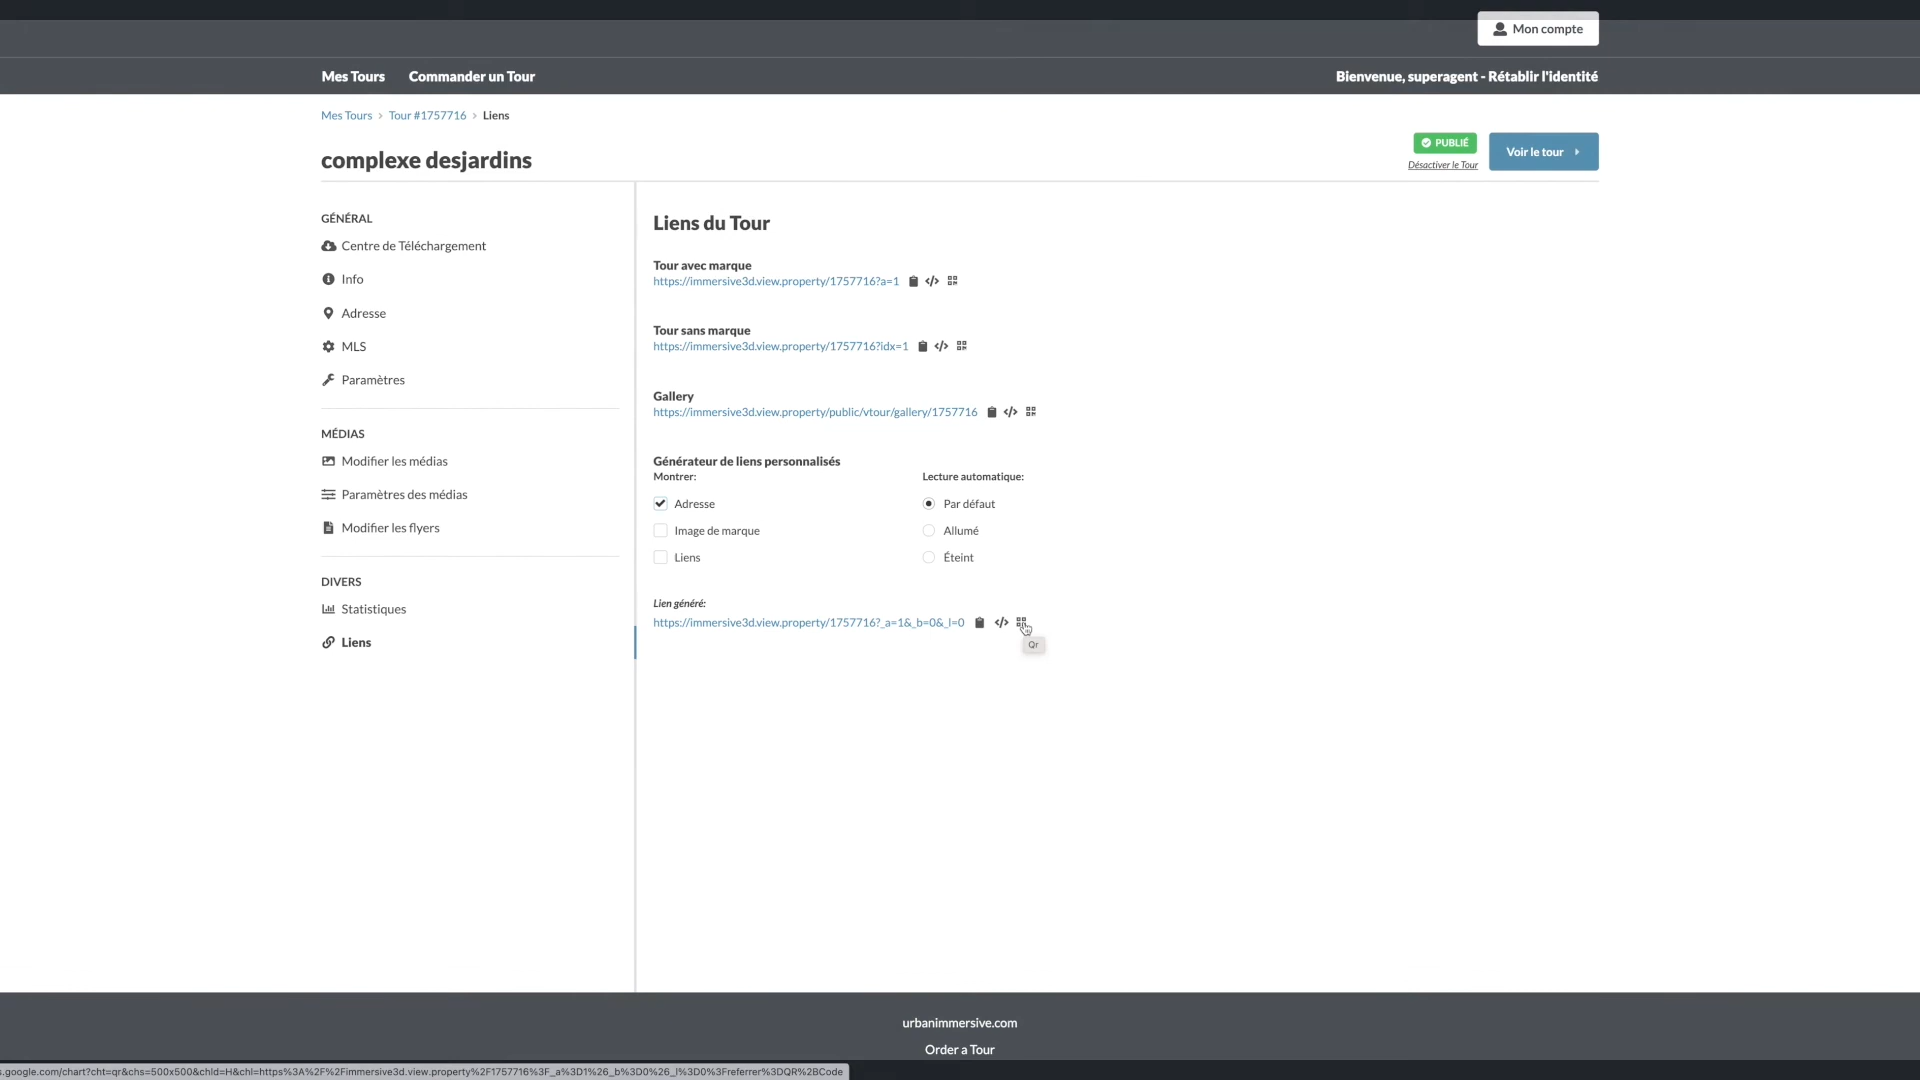 Mon compte
Mes Tours
Commander un Tour
Bienvenue, superagent - Rétablir l'identité
Mes Tours > Tour #1757716 > Liens
complexe desjardins
PUBLIÉ
Désactiver le Tour
Voir le tour
GÉNÉRAL
Centre de Téléchargement
Info
Adresse
MLS
Paramètres
MÉDIAS
Modifier les médias
Paramètres des médias
Modifier les flyers
DIVERS
Statistiques
Liens
Liens du Tour
Tour avec marque
https://immersive3d.view.property/1757716?a=1
Tour sans marque
https://immersive3d.view.property/1757716?idx=1
Gallery
https://immersive3d.view.property/public/vtour/gallery/1757716
Générateur de liens personnalisés
Montrer:
Adresse
Image de marque
Liens
Lecture automatique:
Par défaut
Allumé
Éteint
Lien généré:
https://immersive3d.view.property/1757716?_a=1&_b=0&_l=0
Qr
urbanimmersive.com
Order a Tour
s.google.com/chart?cht=qr&chs=500x500&chld=H&chl=https%3A%2F%2Fimmersive3d.view.property%2F1757716%3F_a%3D1%26_b%3D0%26_l%3D0%3Freferrer%3DQR%2BCode